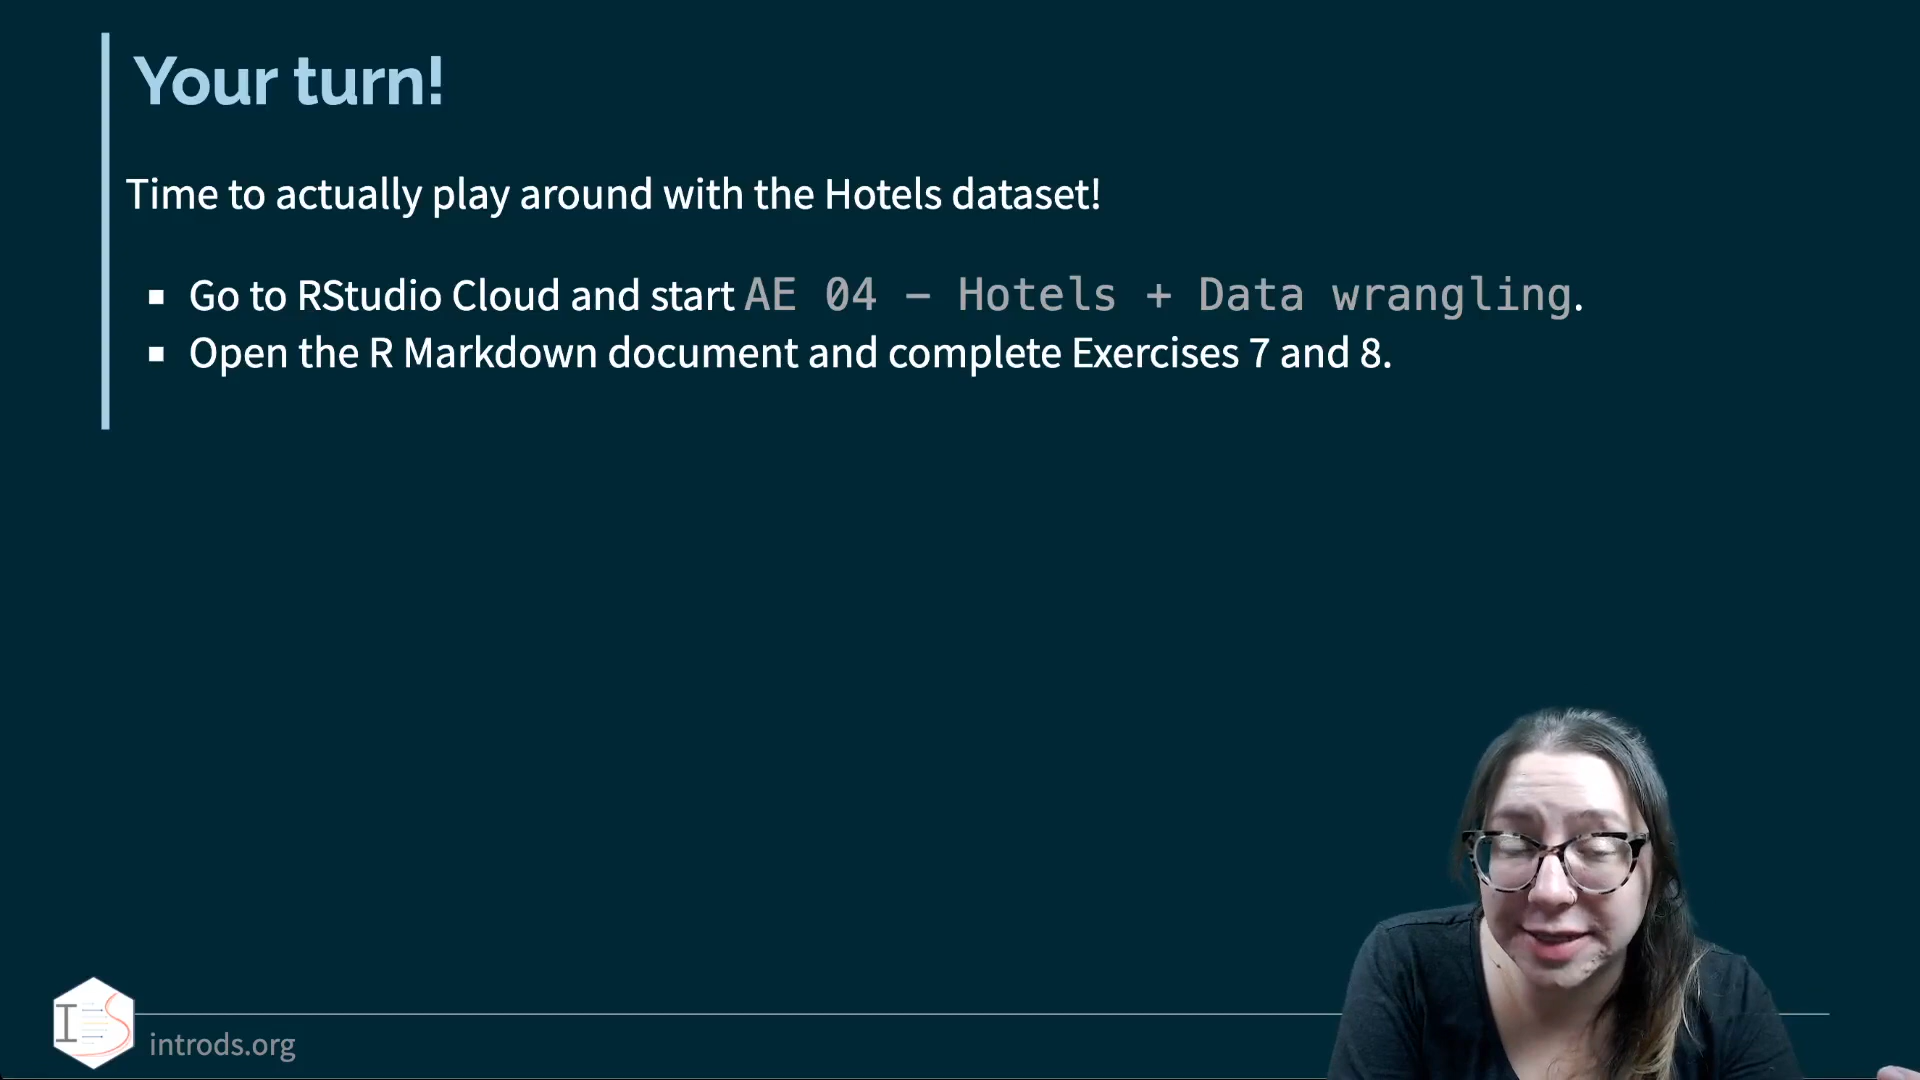 Your turn!
Time to actually play around with the Hotels dataset!
Go to RStudio Cloud and start AE 04 – Hotels + Data wrangling.
Open the R Markdown document and complete Exercises 7 and 8.
IDS
introds.org